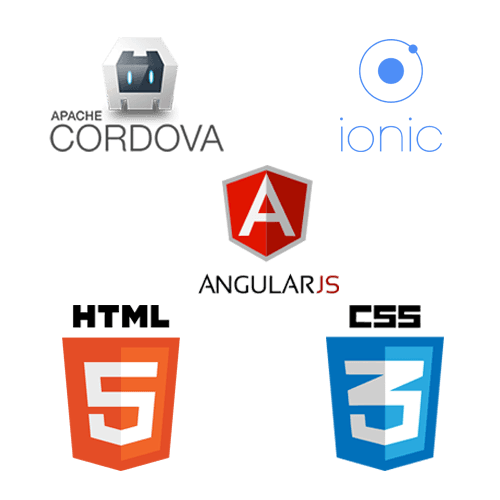 APACHE
CORDOVA
ionic
A
ANGULARJS
HTML
5
CSS
3